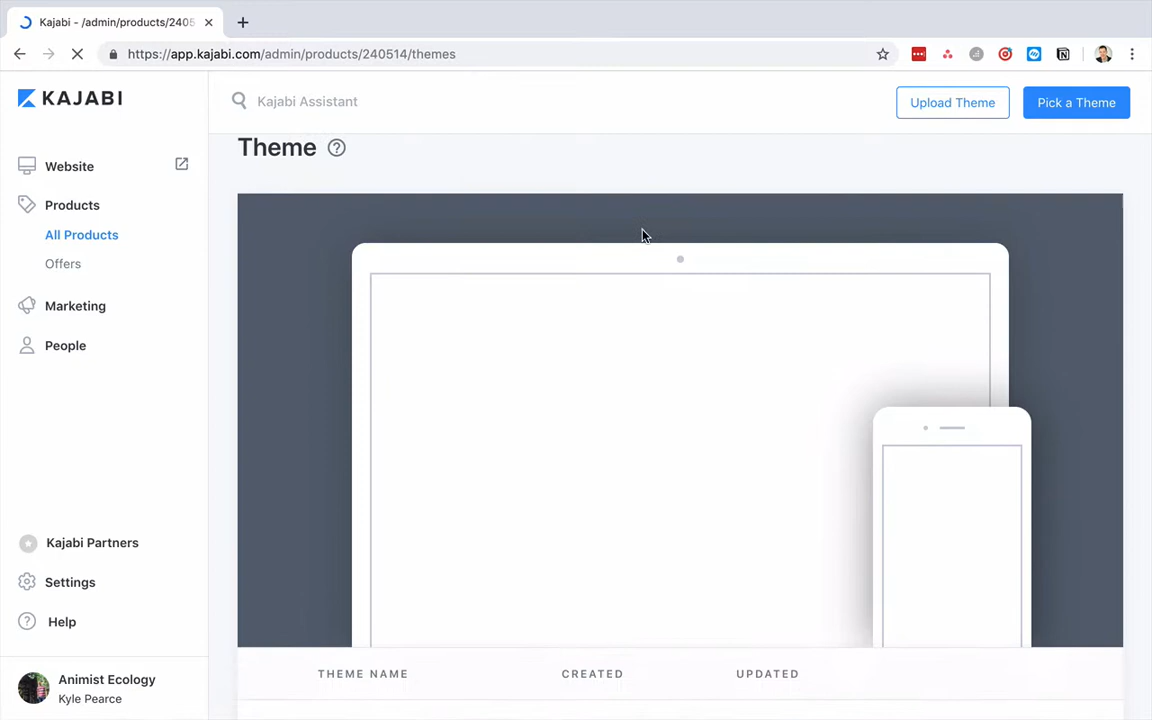 Kajabi - /admin/products/2405
https://app.kajabi.com/admin/products/240514/themes
KAJABI
Kajabi Assistant
Upload Theme
Pick a Theme
Website
Products
All Products
Offers
Marketing
People
Kajabi Partners
Settings
Help
Animist Ecology
Kyle Pearce
Theme
THEME NAME CREATED UPDATED